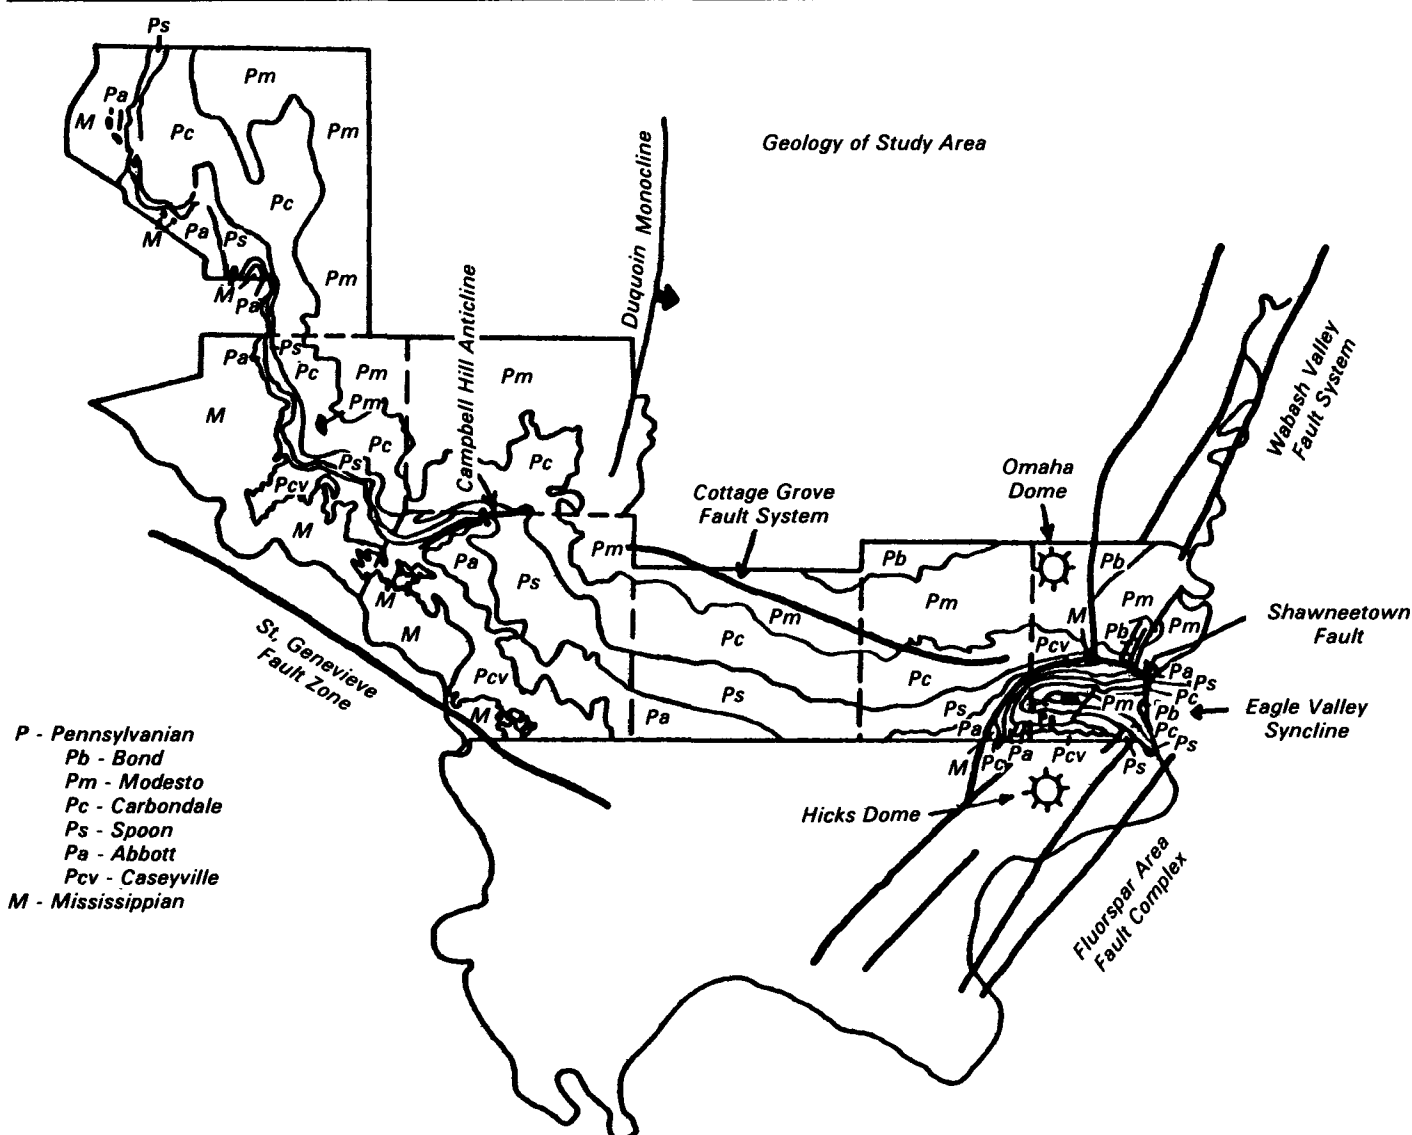 Ps
Pm
Pa
M
Pc
Pm
Geology of Study Area
Duquoin Monocline
Pc
M
Pa
Ps
Pm
M
Pa
Campbell Hill Anticline
Wabash Valley
Fault System
Pa
Ps
Pc
Pm
Pm
Pm
M
Pc
Ps
Pc
Pcv
M
Omaha
Dome
Cottage Grove
Fault System
Pm
Pa
Ps
Pb
Pb
Pm
Pm
M
Pm
Shawneetown
Fault
M
M
Pc
Pcv
Pb
Pm
St. Genevieve
Fault Zone
Pcv
Ps
Pc
Pa
Ps
Pc
Pm
Pb
Eagle Valley
Syncline
M
Pa
Ps
Pa
Pc
Ps
M
Pc
Pa
Pcv
Ps
Hicks Dome
P - Pennsylvanian
Pb - Bond
Pm - Modesto
Pc - Carbondale
Ps - Spoon
Pa - Abbott
Pcv - Caseyville
M - Mississippian
Fluorspar Area
Fault Complex